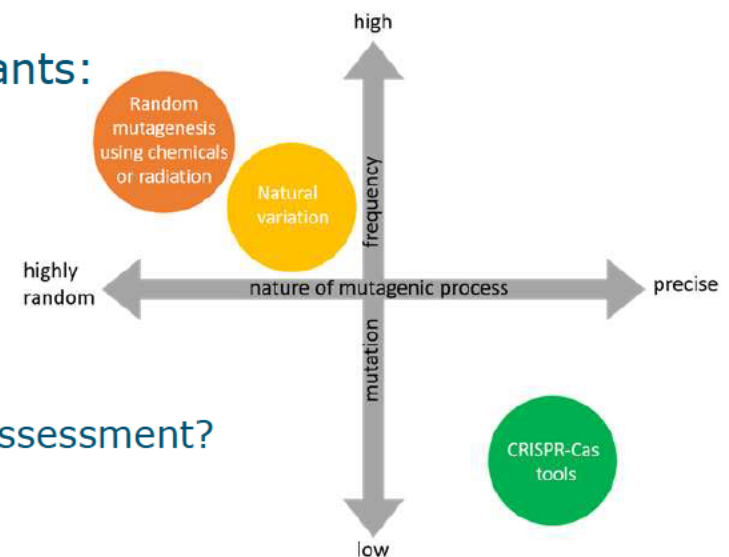 high
ants:
Random
mutagenesis
using chemicals
or radiation
Natural
variation
frequency
highly
random
nature of mutagenic process
precise
mutation
ssessment?
CRISPR-Cas
tools
low